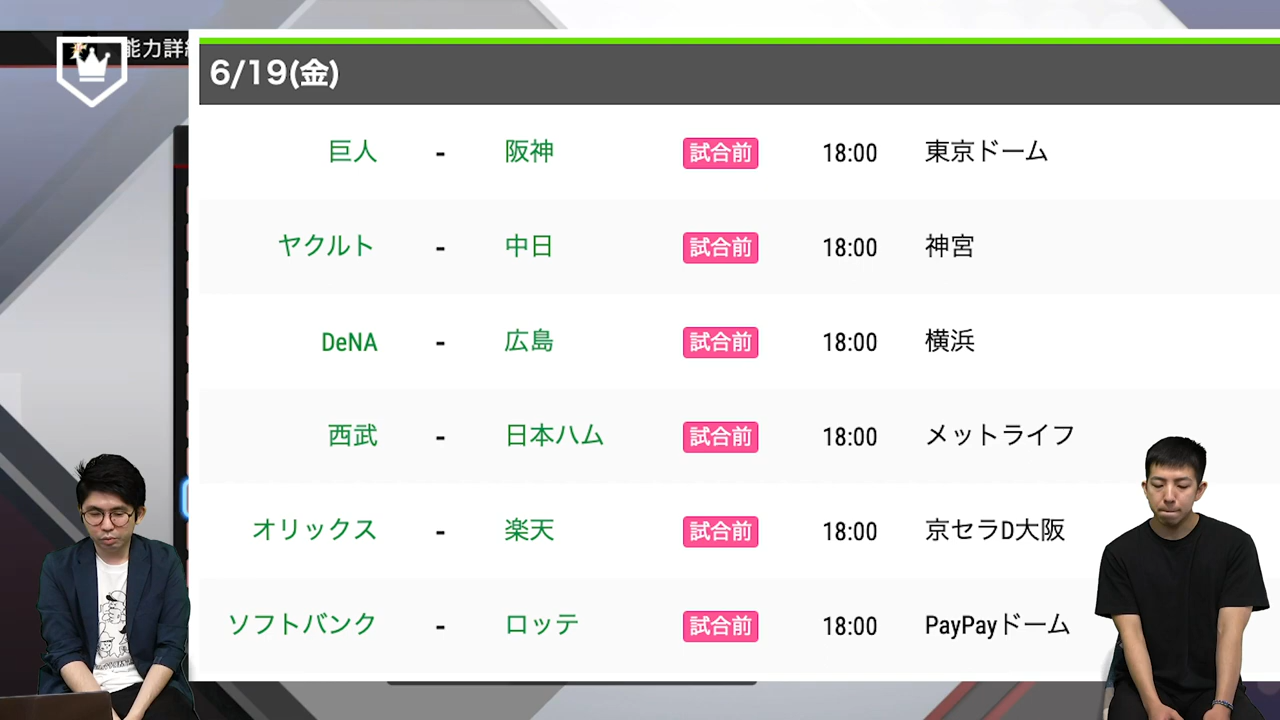 能力詳
6/19(金)
巨人 - 阪神 試合前 18:00 東京ドーム
ヤクルト - 中日 試合前 18:00 神宮
DeNA - 広島 試合前 18:00 横浜
西武 - 日本ハム 試合前 18:00 メットライフ
オリックス - 楽天 試合前 18:00 京セラD大阪
ソフトバンク - ロッテ 試合前 18:00 PayPayドーム